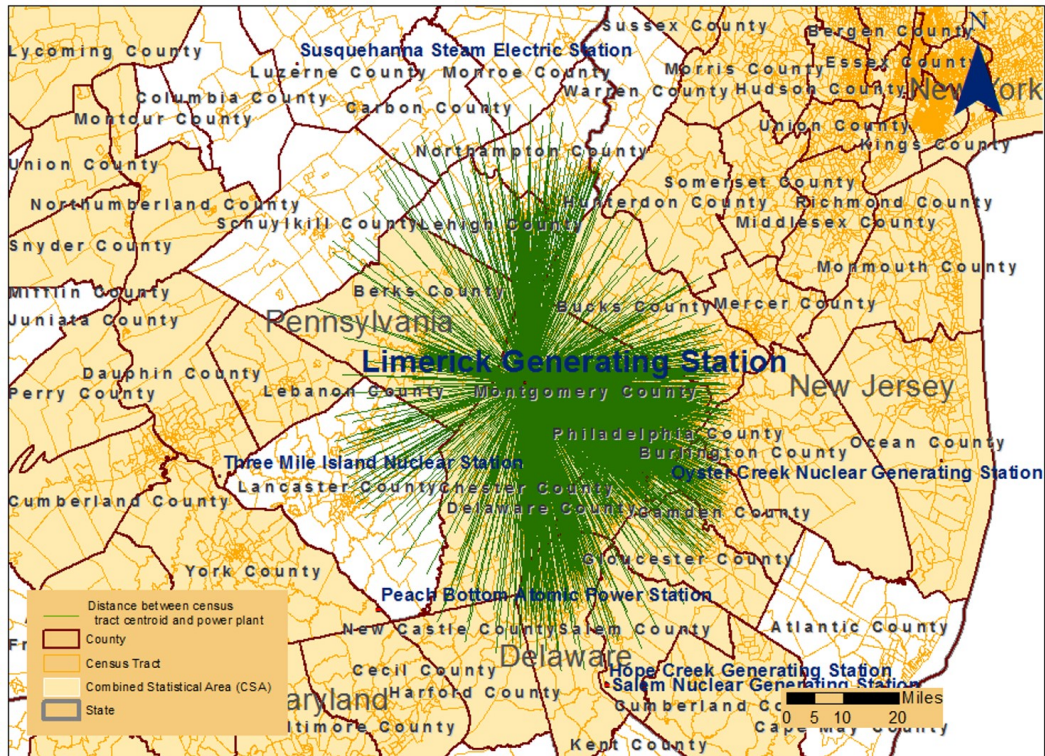 Sussex County
Bergen County
N
Lycoming County
Susquehanna Steam Electric Station
Luzerne County
Monroe County
Morris County
Essex County
Columbia County
Carbon County
Warren County
Hudson County
New York
Montour County
Union County
Kings County
Union County
Northampton County
Somerset County
Northumberland County
Hunterdon County
Richmond County
Schuylkill County
Lehigh County
Middlesex County
Snyder County
Monmouth County
Mifflin County
Berks County
Bucks County
Mercer County
Juniata County
Pennsylvania
Limerick Generating Station
Dauphin County
Perry County
Lebanon County
Montgomery County
New Jersey
Philadelphia County
Ocean County
Burlington County
Three Mile Island Nuclear Station
Oyster Creek Nuclear Generating Station
Lancaster County
Chester County
Cumberland County
Delaware County
Camden County
Gloucester County
York County
Peach Bottom Atomic Power Station
Distance between census
tract centroid and power plant
County
Census Tract
Combined Statistical Area (CSA)
State
Fr
New Castle County
Salem County
Atlantic County
Delaware
Cecil County
Hope Creek Generating Station
Salem Nuclear Generating Station
aryland
Harford County
Cumberland Co
Miles
0 5 10 20
ltimore County
Cape May County
Kent County